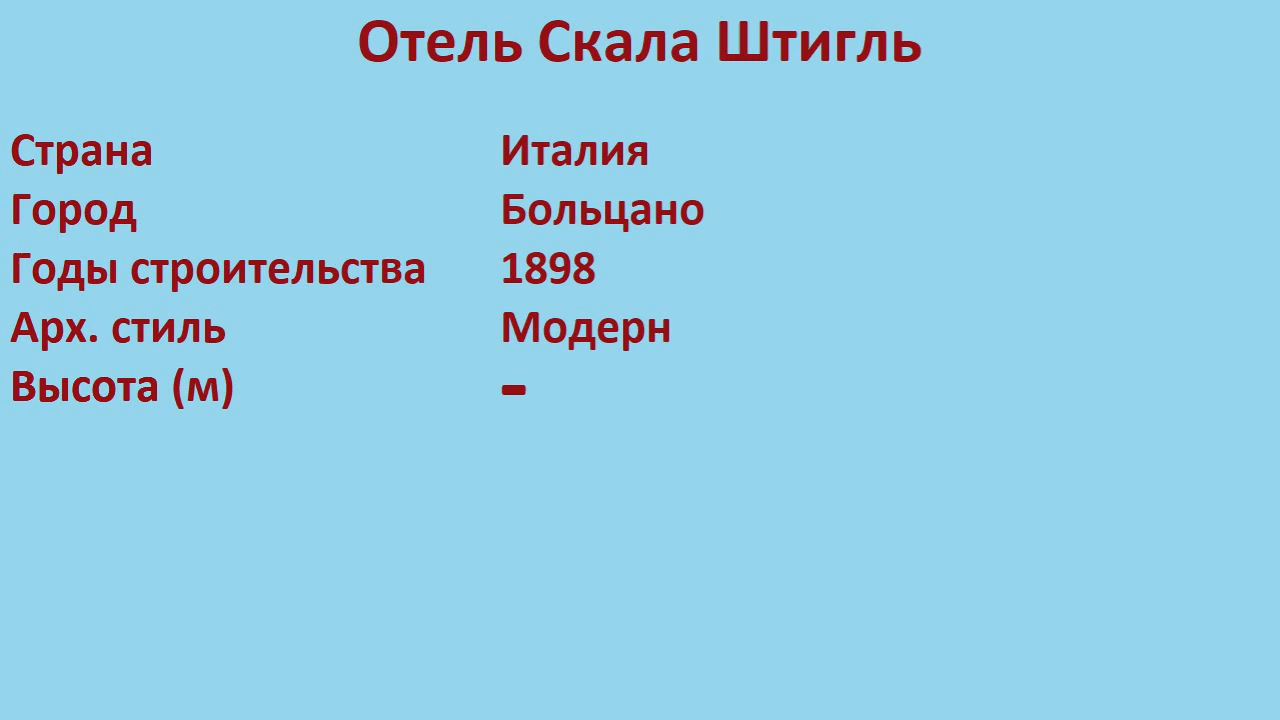 Отель Скала Штигль
Страна Италия
Город Больцано
Годы строительства 1898
Арх. стиль Модерн
Высота (м) -